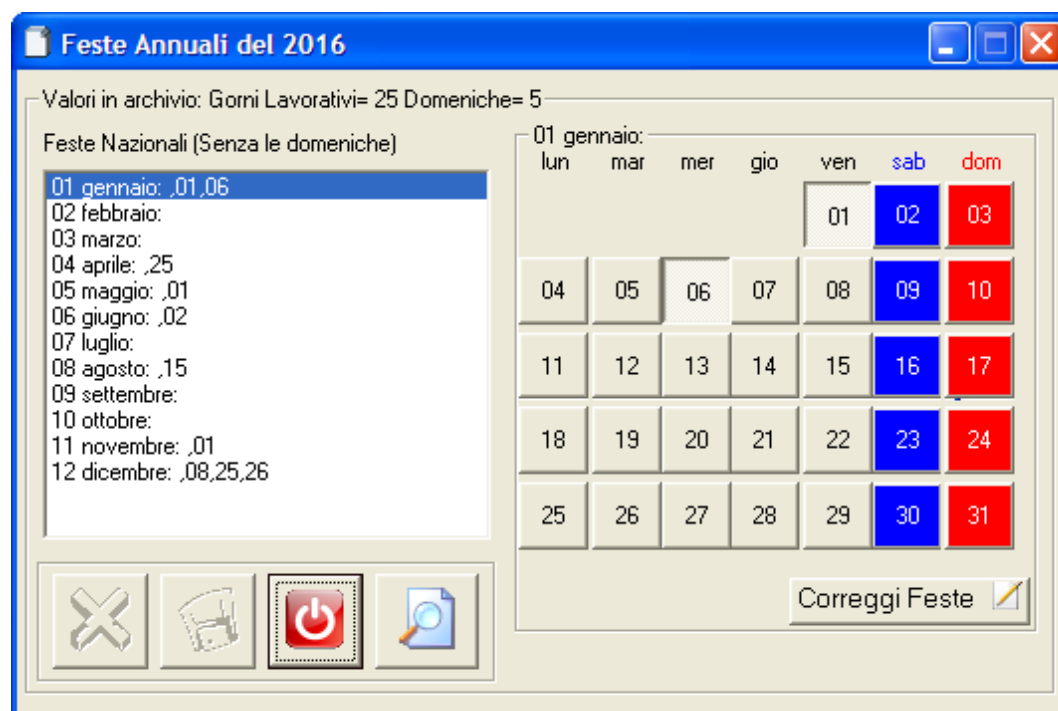 Feste Annuali del 2016
Valori in archivio: Gorni Lavorativi= 25 Domeniche= 5
Feste Nazionali (Senza le domeniche)
01 gennaio: ,01,06
02 febbraio:
03 marzo:
04 aprile: ,25
05 maggio: ,01
06 giugno: ,02
07 luglio:
08 agosto: ,15
09 settembre:
10 ottobre:
11 novembre: ,01
12 dicembre: ,08,25,26
01 gennaio:
lun mar mer gio ven sab dom
01 02 03
04 05 06 07 08 09 10
11 12 13 14 15 16 17
18 19 20 21 22 23 24
25 26 27 28 29 30 31
Correggi Feste